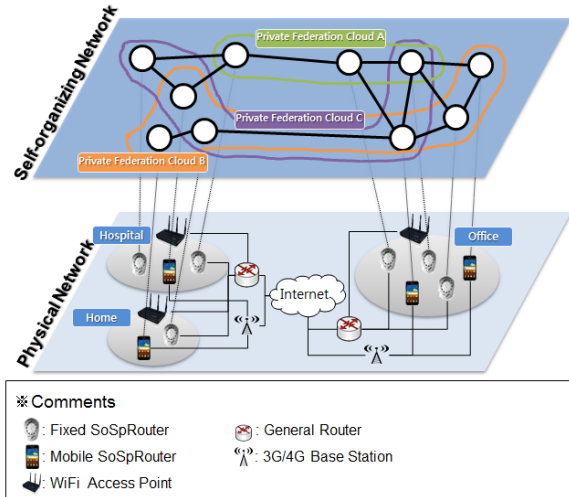 Self-organizing Network
Private Federation Cloud A
Private Federation Cloud C
Private Federation Cloud B
Physical Network
Hospital
Office
Internet
Home
※ Comments
: Fixed SoSpRouter
: General Router
: Mobile SoSpRouter
: 3G/4G Base Station
: WiFi Access Point